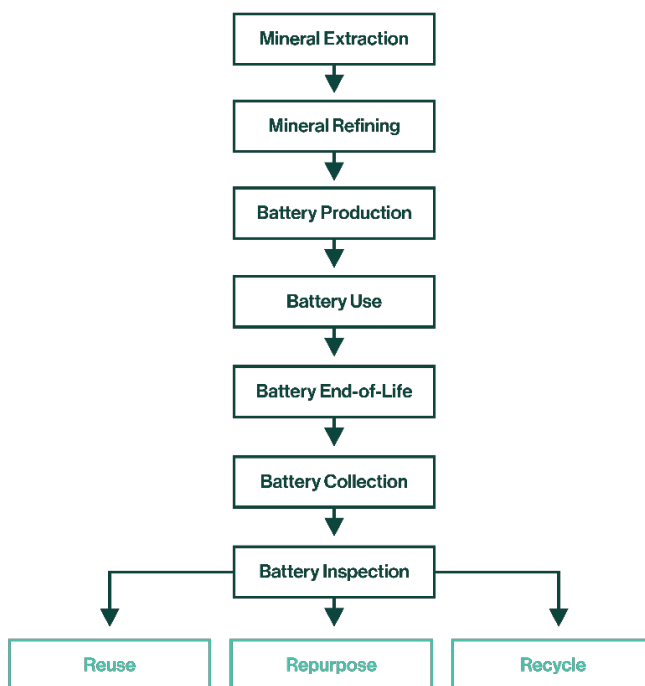 Mineral Extraction
Mineral Refining
Battery Production
Battery Use
Battery End-of-Life
Battery Collection
Battery Inspection
Reuse
Repurpose
Recycle